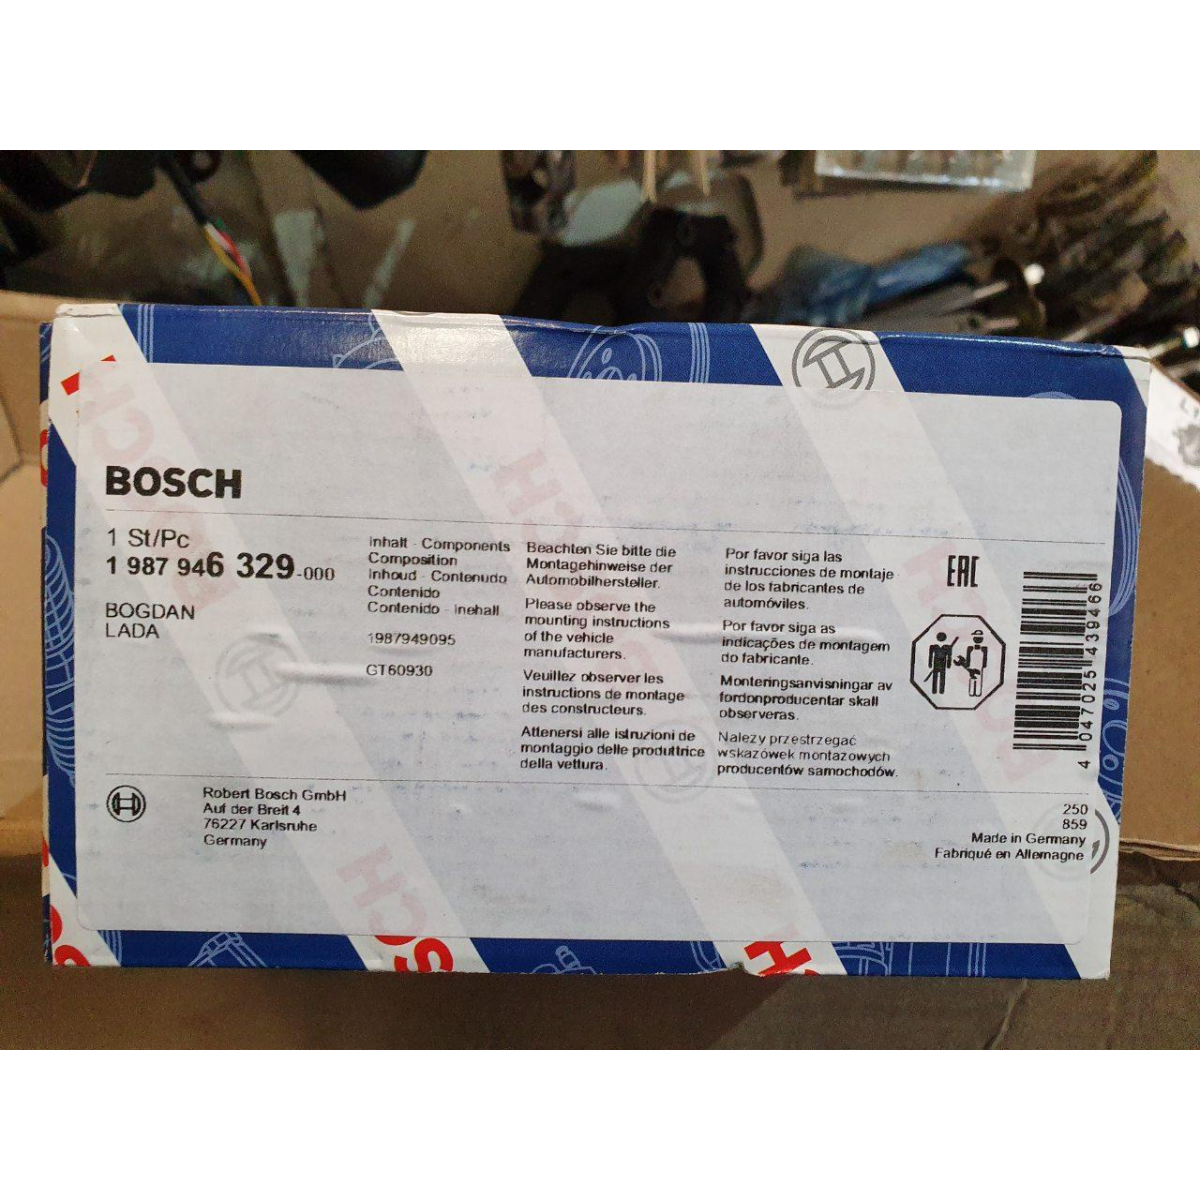 BOSCH
1 St/Pc
1 987 946 329-000
BOGDAN
LADA
Inhalt - Components
Composition
Inhoud - Contenudo
Contenido
Contenido - Inehall
1987949095
GT60930
Beachten Sie bitte die
Montagehinweise der
Automobilhersteller.
Please observe the
mounting instructions
of the vehicle
manufacturers.
Veuillez observer les
instructions de montage
des constructeurs.
Attenersi alle istruzioni de
montaggio delle produttrice
della vettura.
Por favor siga las
instrucciones de montaje
de los fabricantes de
automóviles.
Por favor siga as
indicações de montagem
do fabricante.
Monteringsanvisningar av
fordonproducentar skall
observeras.
Należy przestrzegać
wskazówek montażowych
producentów samochodów.
EAC
4 047025 439466
Robert Bosch GmbH
Auf der Breit 4
76227 Karlsruhe
Germany
250
859
Made in Germany
Fabriqué en Allemagne